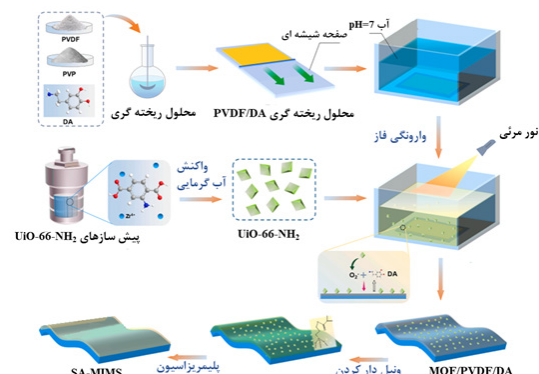 PVDF
PVP
DA
محلول ریخته گری
صفحه شیشه ای
محلول ریخته گری PVDF/DA
آب pH=7
وارونگی فاز
نور مرئی
Zr⁴⁺
پیش سازهای UiO-66-NH₂
واکنش
آب گرمایی
UiO-66-NH₂
DA
MOF/PVDF/DA
ونیل دار کردن
پلیمریزاسیون
SA-MIMS